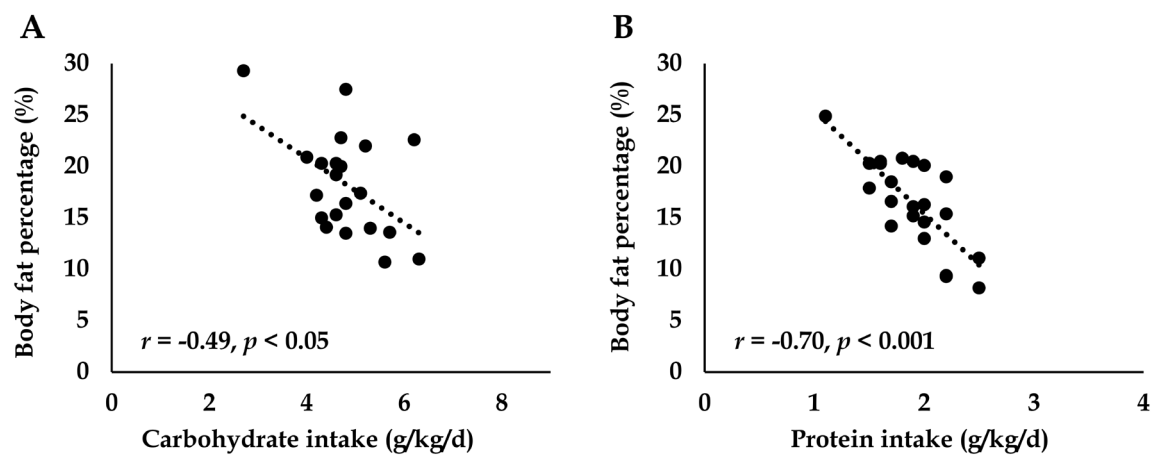 A
Body fat percentage (%)
30
25
20
15
10
5
0
r = -0.49, p < 0.05
0 2 4 6 8
Carbohydrate intake (g/kg/d)
B
Body fat percentage (%)
30
25
20
15
10
5
0
r = -0.70, p < 0.001
0 1 2 3 4
Protein intake (g/kg/d)